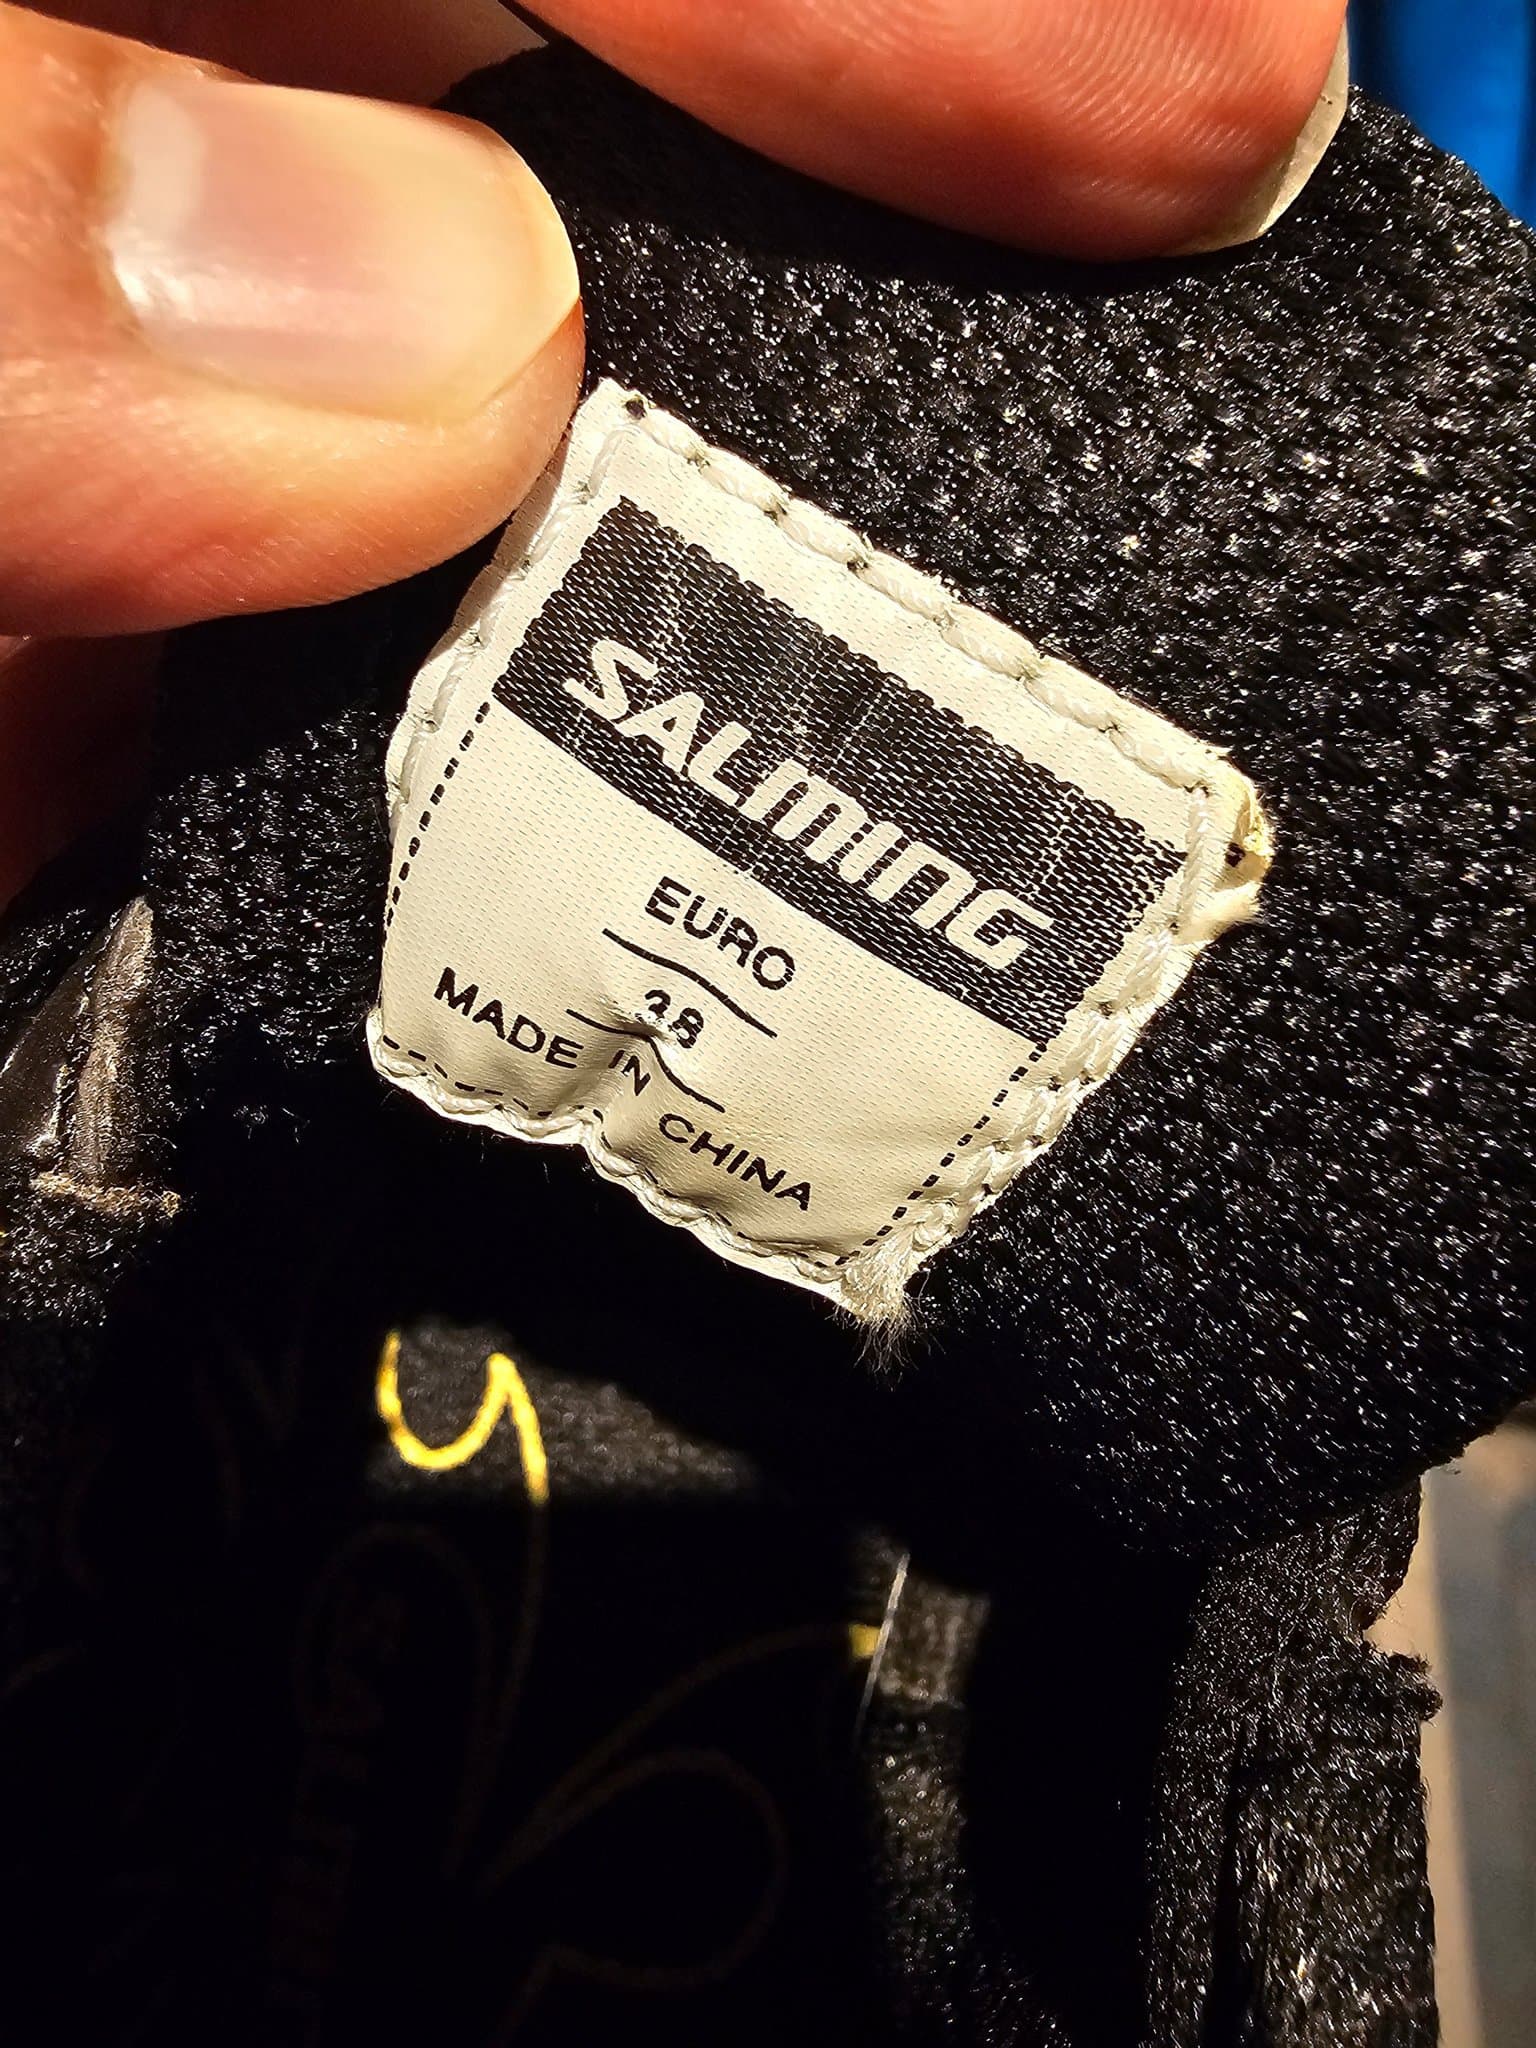 SALMING
EURO
38
MADE IN CHINA